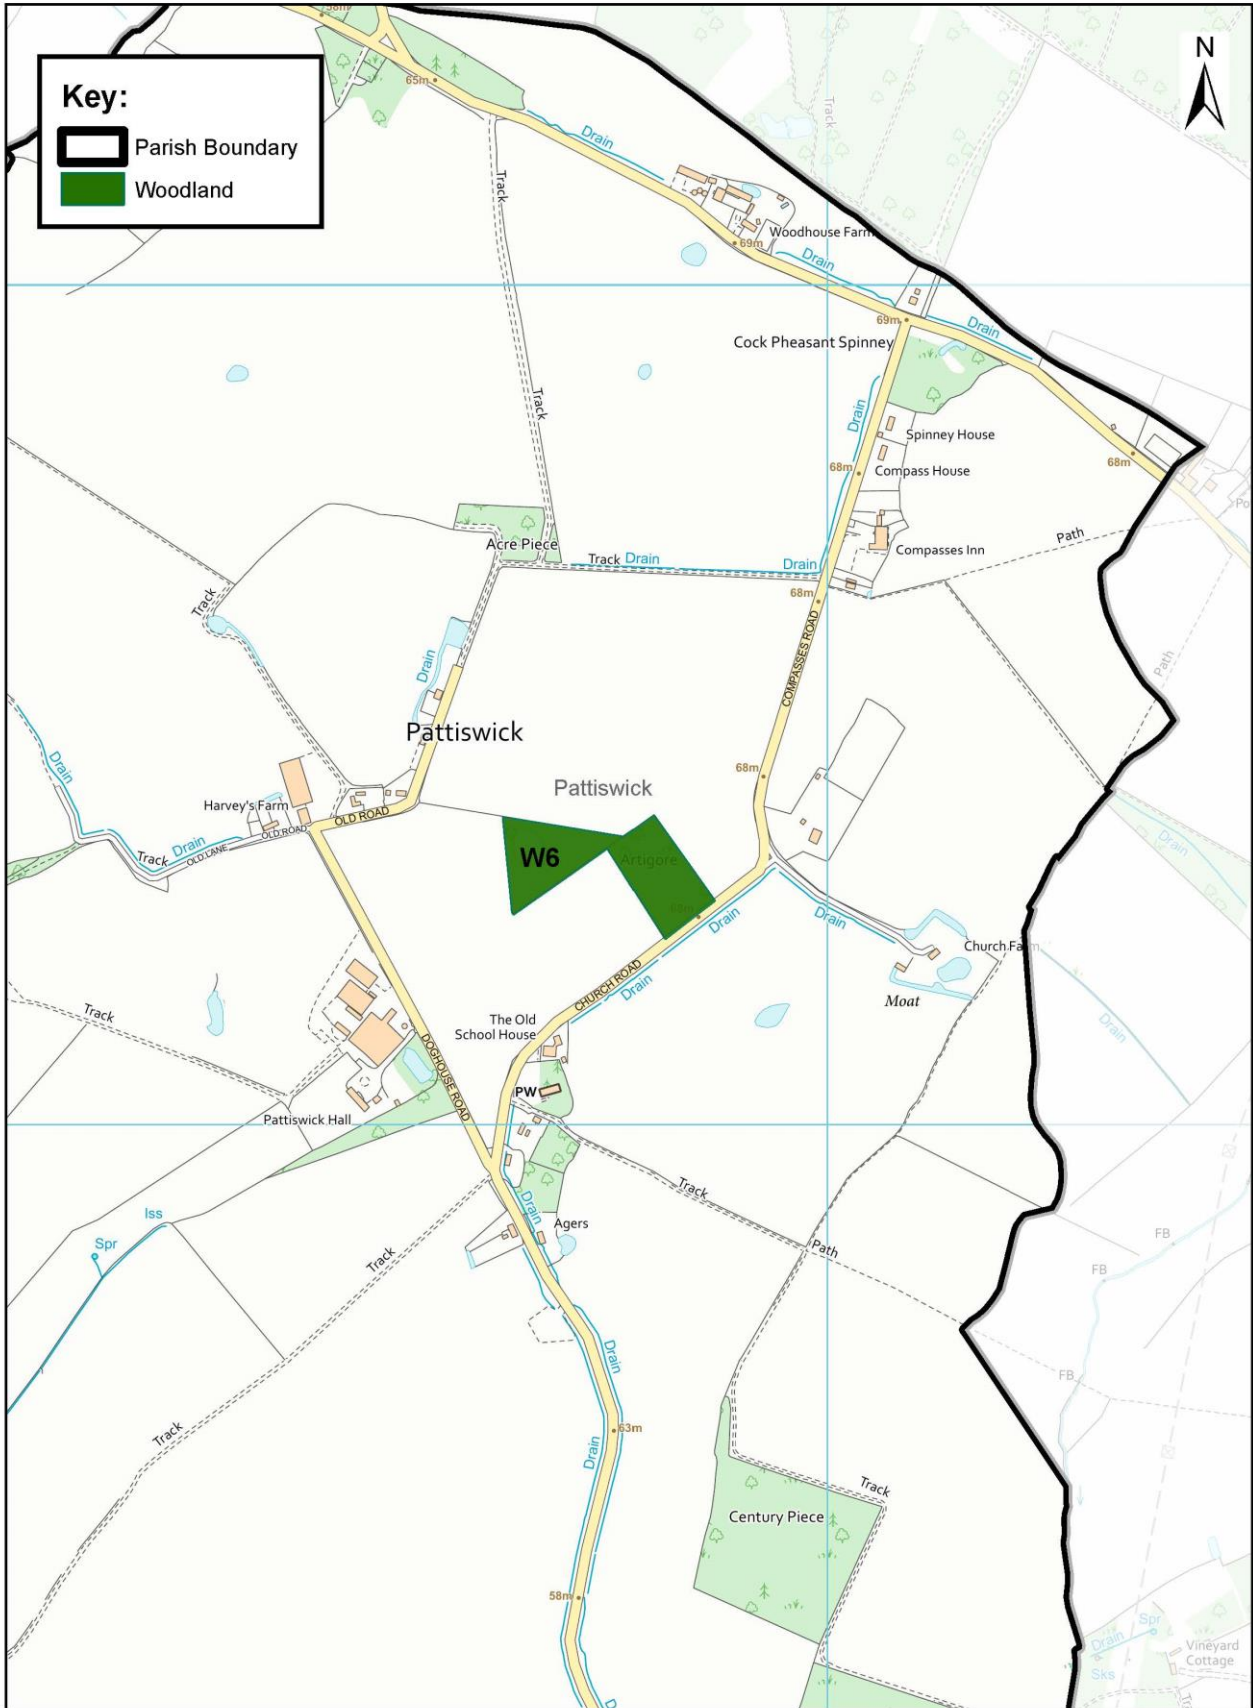 58m
N
Key:
Parish Boundary
Woodland
65m
Drain
Track
Track
Woodhouse Farm
69m
Drain
69m
Drain
Cock Pheasant Spinney
Track
Drain
Spinney House
68m
Compass House
68m
Acre Piece
Compasses Inn
Path
Track
Drain
Drain
68m
Track
Drain
COMPASSES ROAD
Path
Pattiswick
Drain
68m
Pattiswick
Harvey's Farm
OLD ROAD
OLD ROAD
Drain
Track
OLD LANE
W6
Artigore
68m
Drain
Drain
Drain
Church Farm
Moat
CHURCH ROAD
Drain
Track
The Old
School House
Drain
DOGHOUSE ROAD
PW
Pattiswick Hall
Track
Drain
Iss
Spr
Agers
Track
Path
FB
FB
Drain
FB
63m
Track
Drain
Track
Century Piece
58m
Drain
Spr
Sks
Vineyard
Cottage